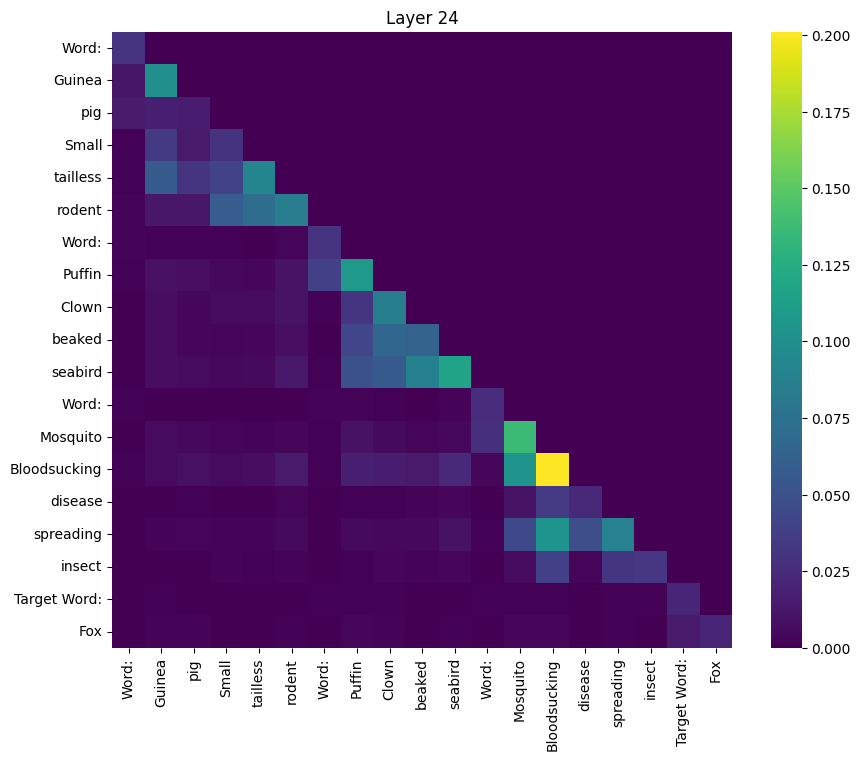 Layer 24
Word:
Guinea
pig
Small
tailless
rodent
Word:
Puffin
Clown
beaked
seabird
Word:
Mosquito
Bloodsucking
disease
spreading
insect
Target Word:
Fox
0.200
0.175
0.150
0.125
0.100
0.075
0.050
0.025
0.000
Word:
Guinea
pig
Small
tailless
rodent
Word:
Puffin
Clown
beaked
seabird
Word:
Mosquito
Bloodsucking
disease
spreading
insect
Target Word:
Fox